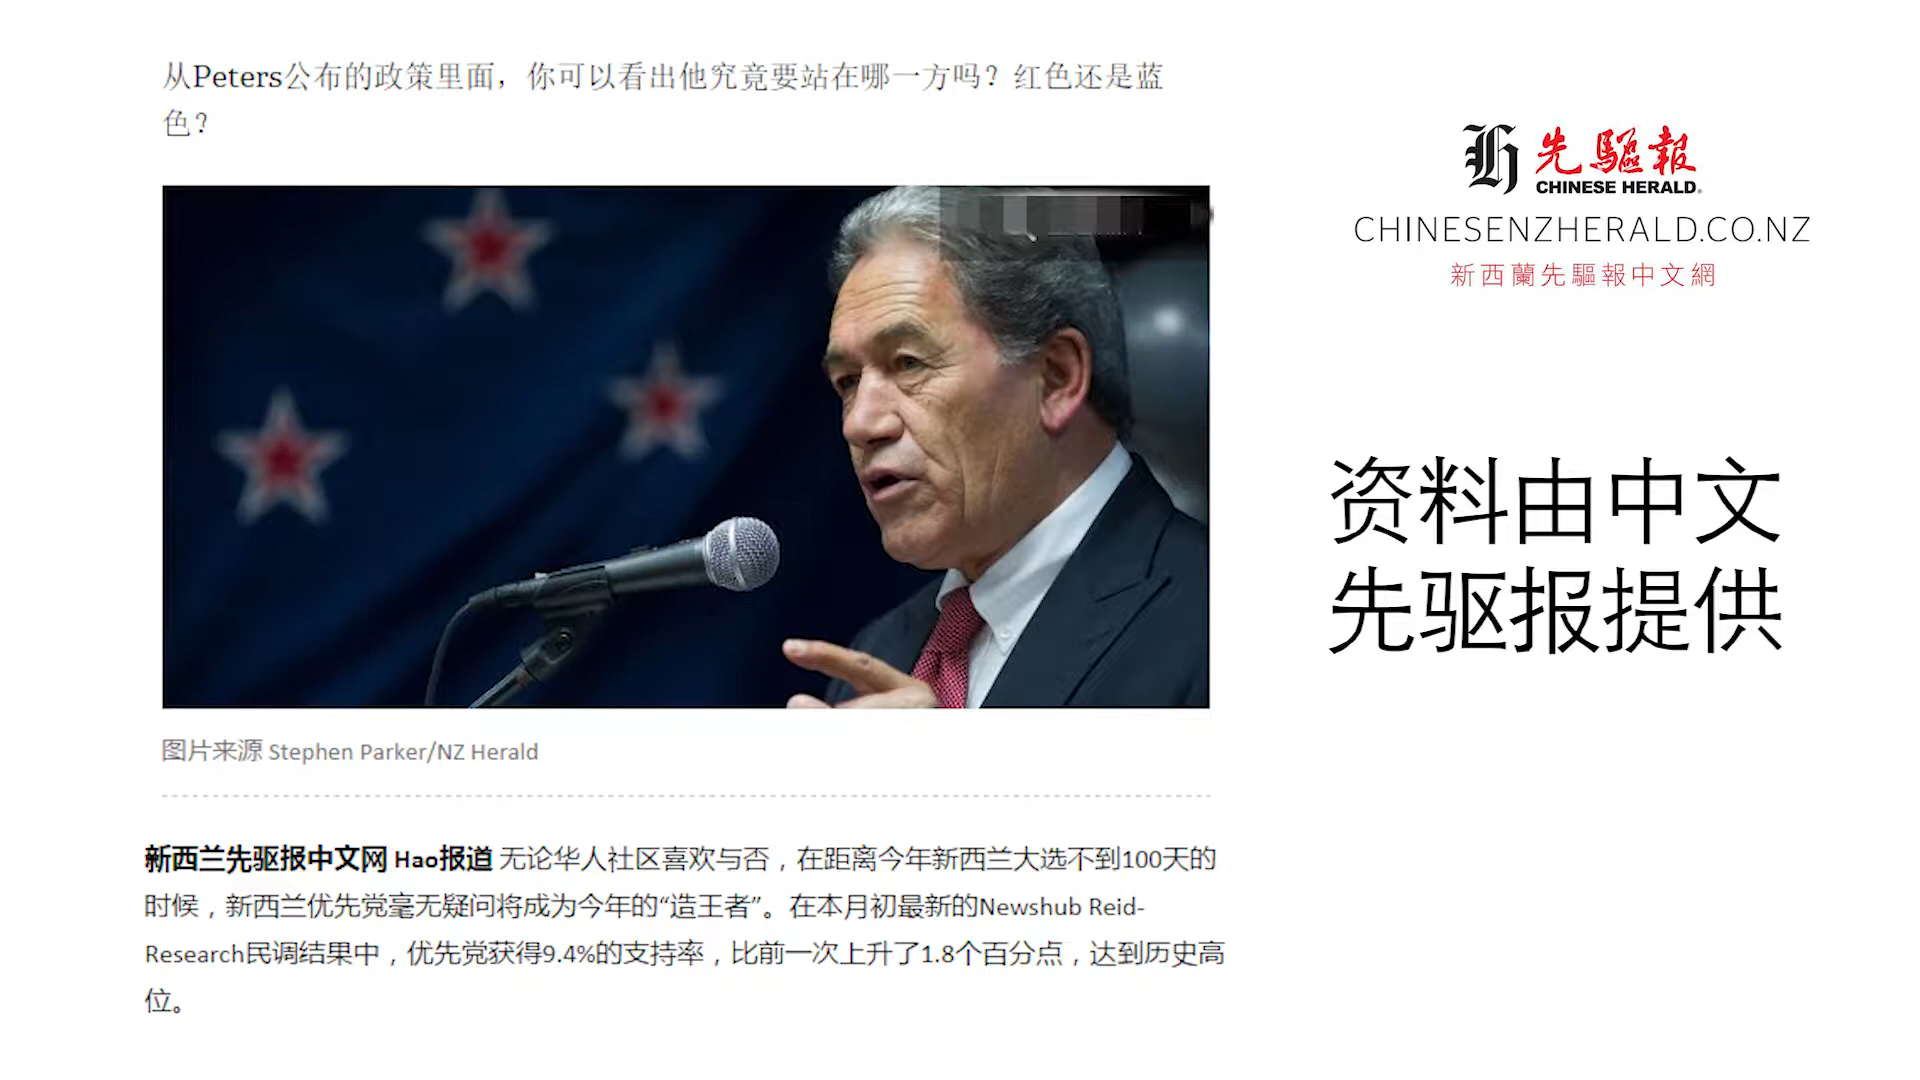 从Peters公布的政策里面，你可以看出他究竟要站在哪一方吗？红色还是蓝
色？
图片来源 Stephen Parker/NZ Herald
新西兰先驱报中文网 Hao报道 无论华人社区喜欢与否，在距离今年新西兰大选不到100天的
时候，新西兰优先党毫无疑问将成为今年的“造王者”。在本月初最新的Newshub Reid-
Research民调结果中，优先党获得9.4%的支持率，比前一次上升了1.8个百分点，达到历史高
位。
H 先驅報
CHINESE HERALD
CHINESENZHERALD.CO.NZ
新西蘭先驅報中文網
资料由中文
先驱报提供